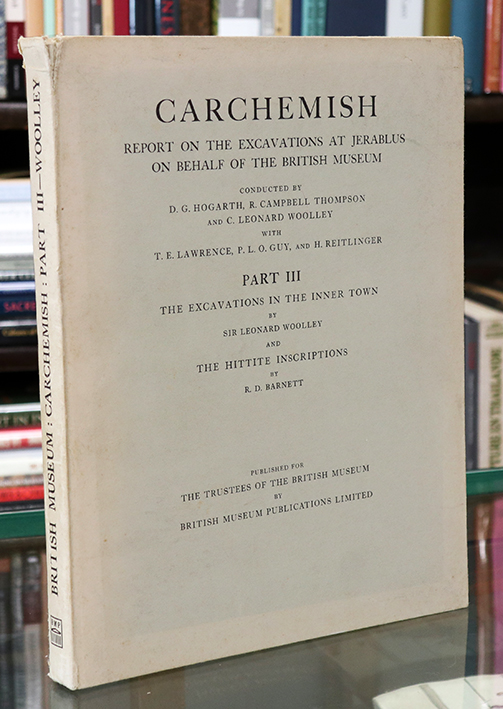 CARCHEMISH
REPORT ON THE EXCAVATIONS AT JERABLUS
ON BEHALF OF THE BRITISH MUSEUM
CONDUCTED BY
D. G. HOGARTH, R. CAMPBELL THOMPSON
AND C. LEONARD WOOLLEY
WITH
T. E. LAWRENCE, P. L. O. GUY, AND H. REITLINGER
PART III
THE EXCAVATIONS IN THE INNER TOWN
BY
SIR LEONARD WOOLLEY
AND
THE HITTITE INSCRIPTIONS
BY
R. D. BARNETT
PUBLISHED FOR
THE TRUSTEES OF THE BRITISH MUSEUM
BY
BRITISH MUSEUM PUBLICATIONS LIMITED
BRITISH MUSEUM : CARCHEMISH : PART III—WOOLLEY
BMP